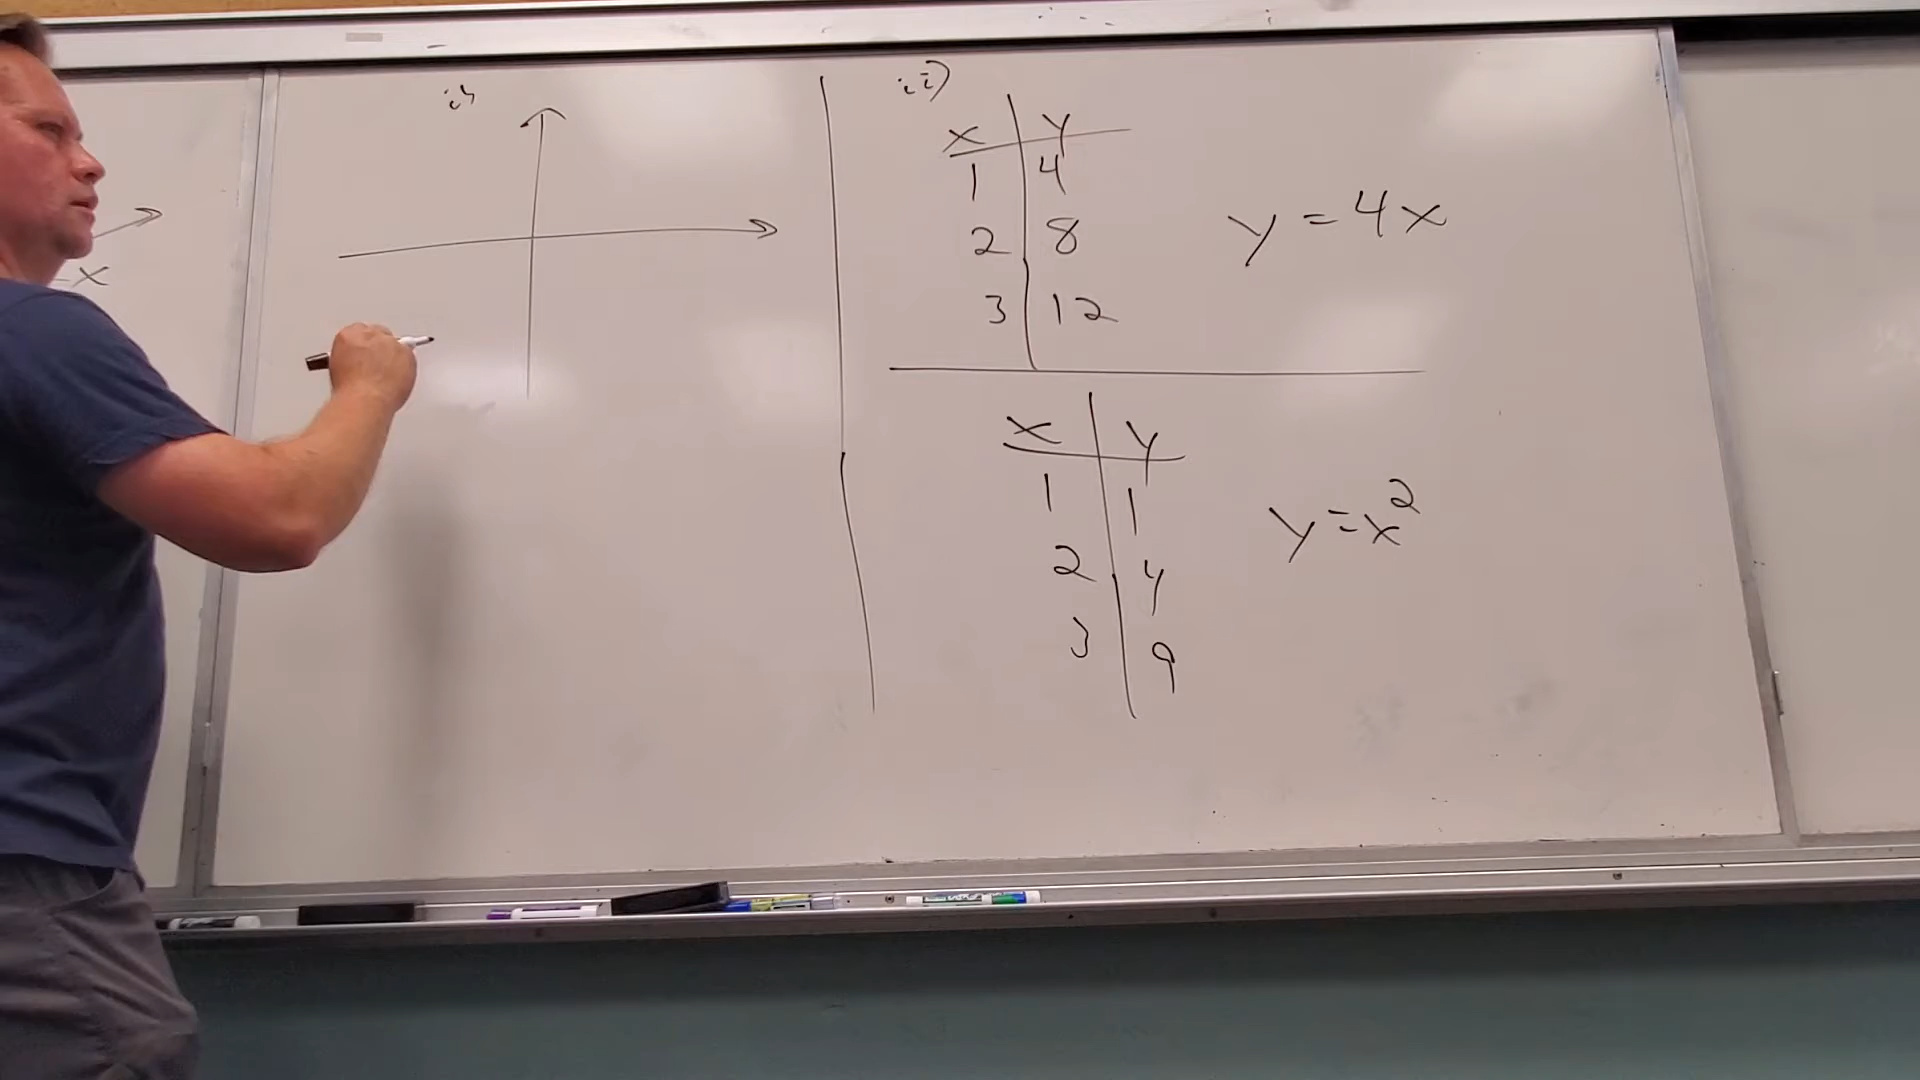 -x
i)
ii)
x y
1 4
2 8
3 12
y = 4x
x y
1 1
2 4
3 9
y = x²